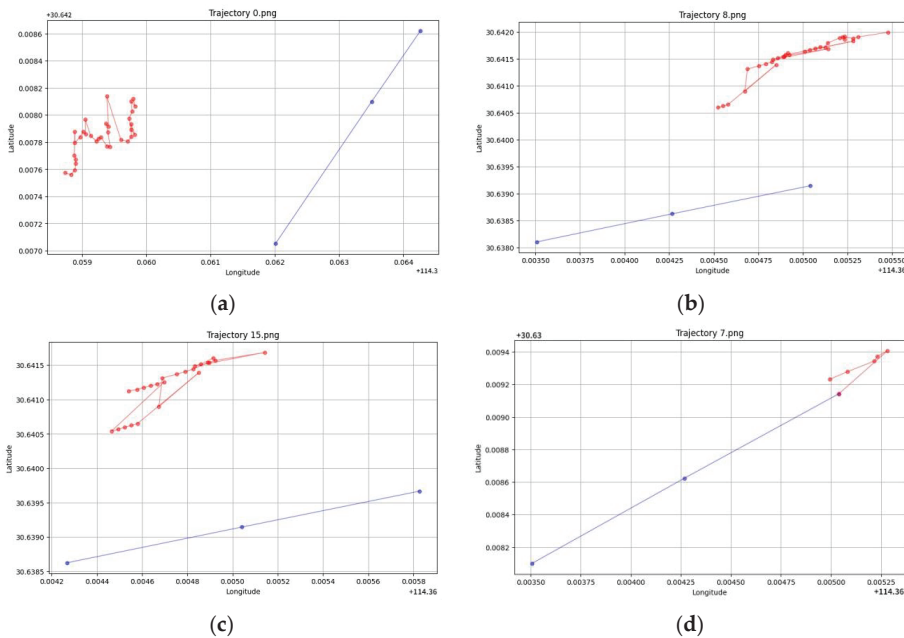 Trajectory 0.png
+30.642
0.0086
0.0084
0.0082
0.0080
0.0078
0.0076
0.0074
0.0072
0.0070
Latitude
0.059 0.060 0.061 0.062 0.063 0.064
Longitude
+114.3
(a)
Trajectory 8.png
30.6420
30.6415
30.6410
30.6405
30.6400
30.6395
30.6390
30.6385
30.6380
Latitude
0.00350 0.00375 0.00400 0.00425 0.00450 0.00475 0.00500 0.00525 0.00550
Longitude
+114.36
(b)
Trajectory 15.png
30.6415
30.6410
30.6405
30.6400
30.6395
30.6390
30.6385
Latitude
0.0042 0.0044 0.0046 0.0048 0.0050 0.0052 0.0054 0.0056 0.0058
Longitude
+114.36
(c)
Trajectory 7.png
+30.63
0.0094
0.0092
0.0090
0.0088
0.0086
0.0084
0.0082
Latitude
0.00350 0.00375 0.00400 0.00425 0.00450 0.00475 0.00500 0.00525
Longitude
+114.36
(d)